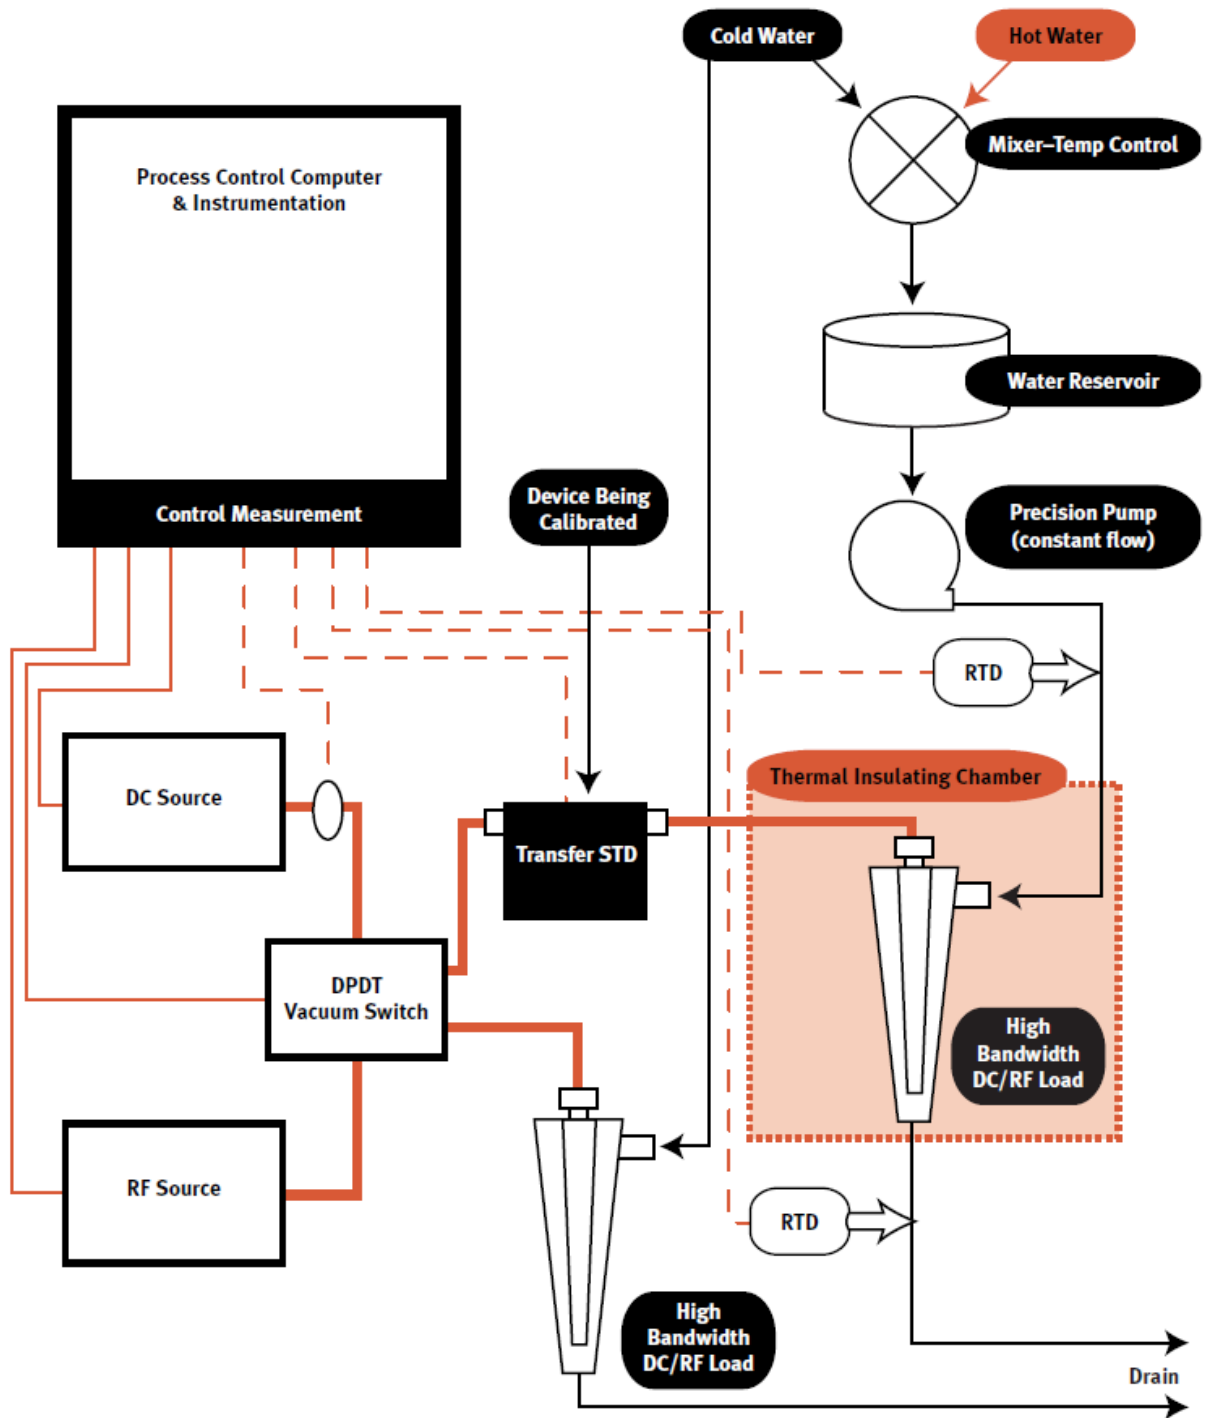 Cold Water
Hot Water
Mixer–Temp Control
Process Control Computer
& Instrumentation
Water Reservoir
Control Measurement
Device Being
Calibrated
Precision Pump
(constant flow)
RTD
Thermal Insulating Chamber
DC Source
Transfer STD
DPDT
Vacuum Switch
High
Bandwidth
DC/RF Load
RF Source
RTD
High
Bandwidth
DC/RF Load
Drain